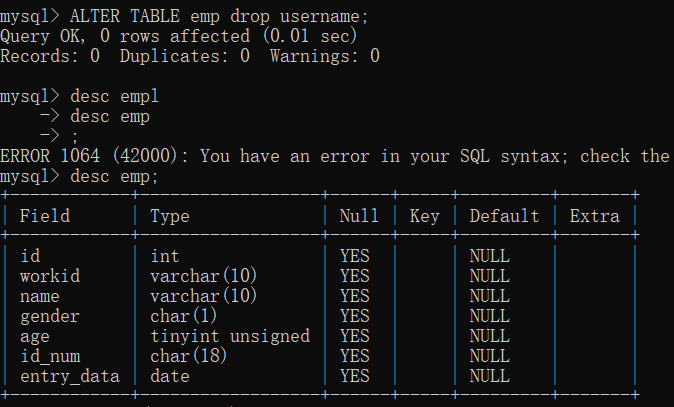 mysql> ALTER TABLE emp drop username;
Query OK, 0 rows affected (0.01 sec)
Records: 0  Duplicates: 0  Warnings: 0
mysql> desc empl
    -> desc emp
    -> ;
ERROR 1064 (42000): You have an error in your SQL syntax; check the
mysql> desc emp;
+------------+------------------+------+-----+---------+-------+
| Field      | Type             | Null | Key | Default | Extra |
+------------+------------------+------+-----+---------+-------+
| id         | int              | YES  |     | NULL    |       |
| workid     | varchar(10)      | YES  |     | NULL    |       |
| name       | varchar(10)      | YES  |     | NULL    |       |
| gender     | char(1)          | YES  |     | NULL    |       |
| age        | tinyint unsigned | YES  |     | NULL    |       |
| id_num     | char(18)         | YES  |     | NULL    |       |
| entry_data | date             | YES  |     | NULL    |       |
+------------+------------------+------+-----+---------+-------+